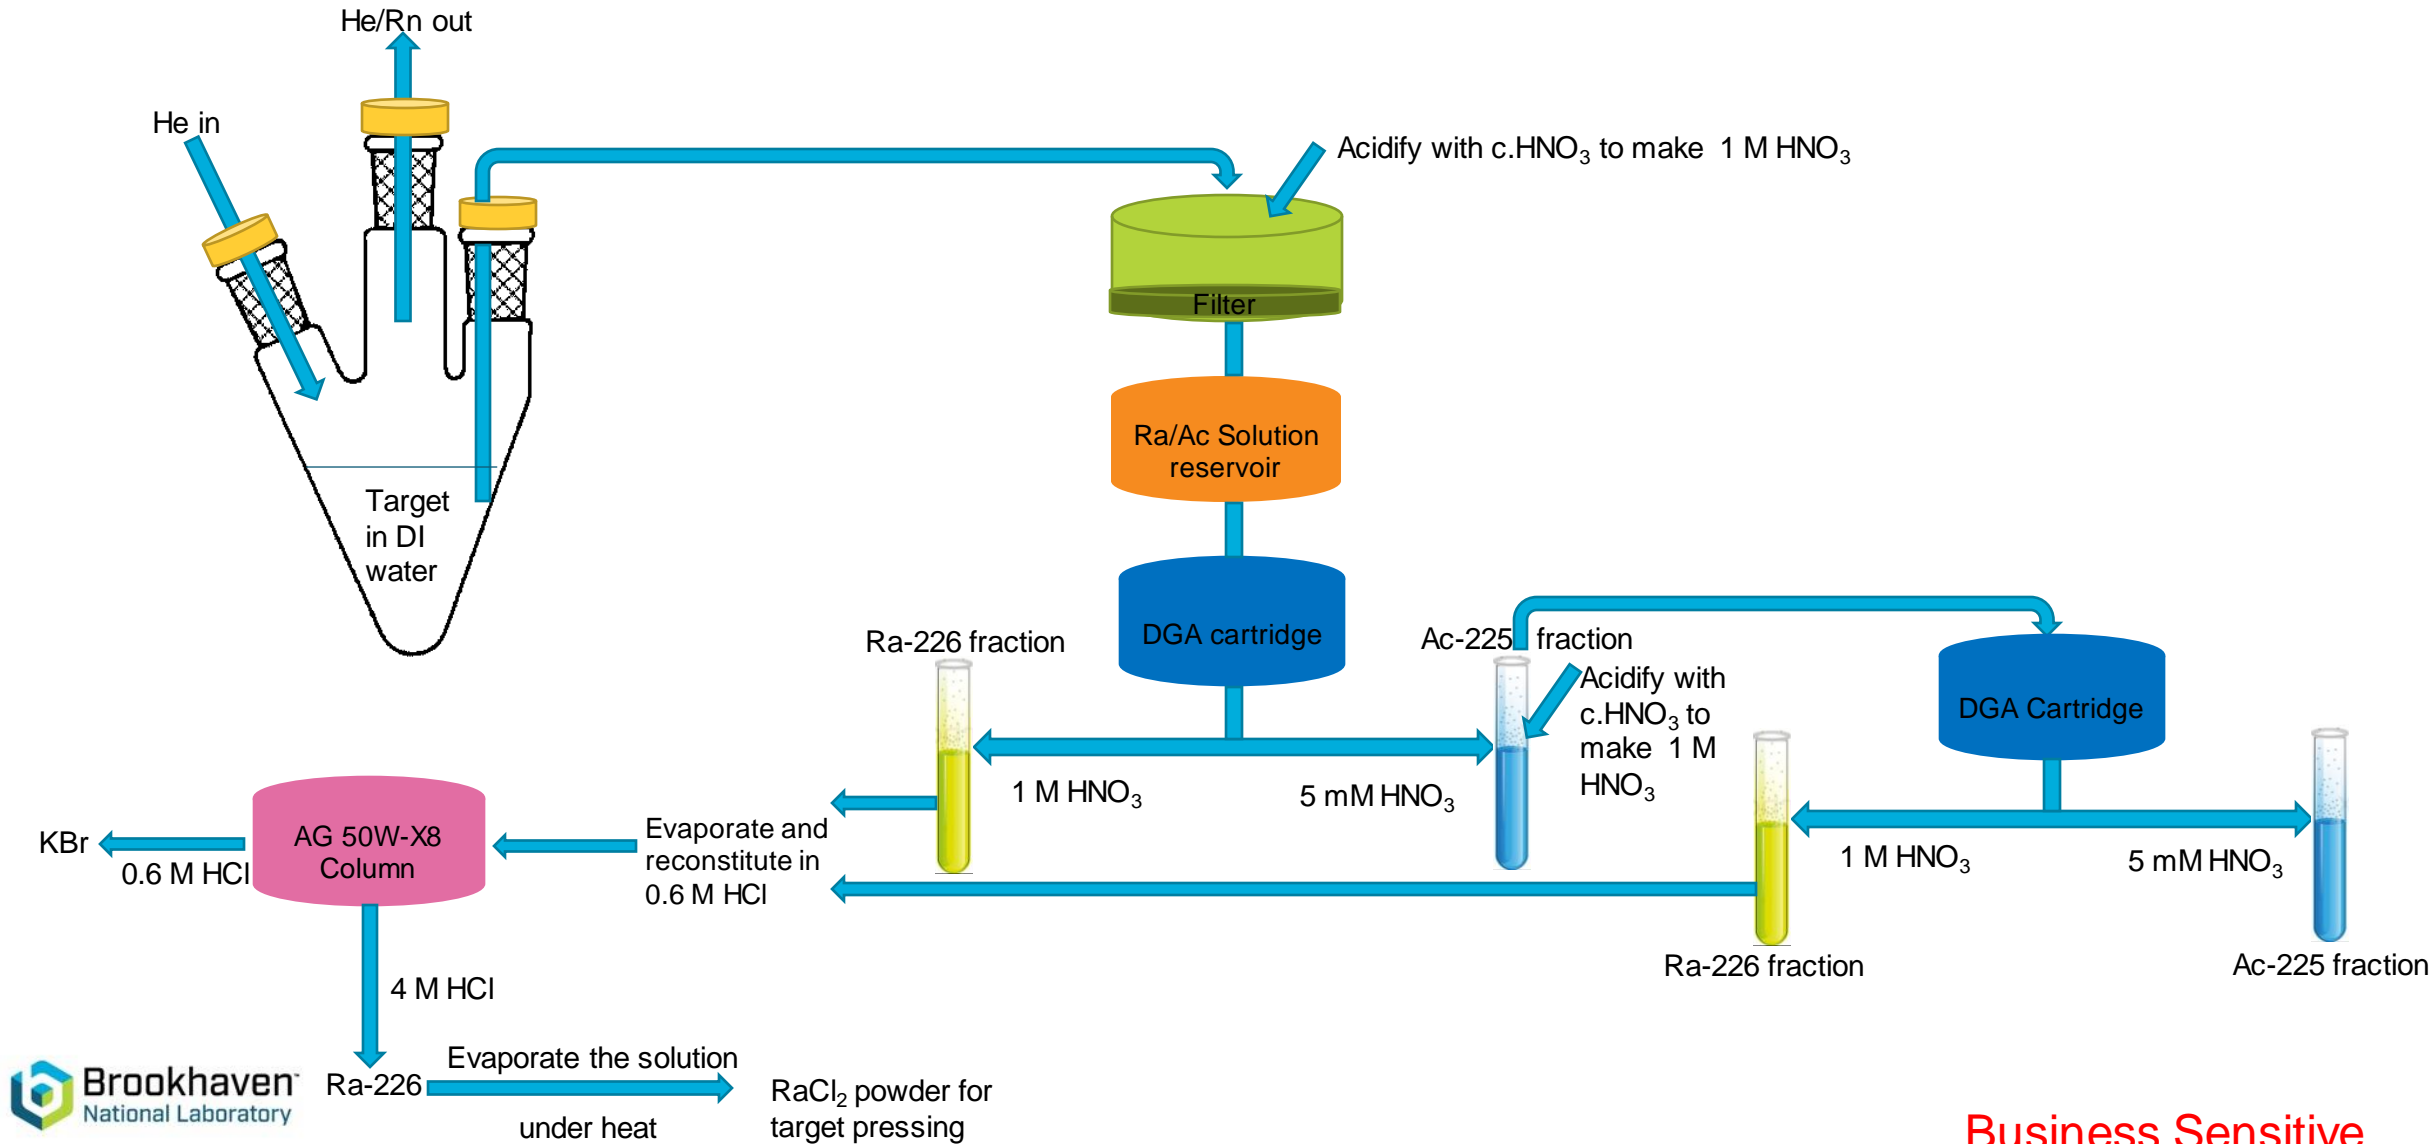 He/Rn out
He in
Acidify with c.HNO₃ to make 1 M HNO₃
Filter
Ra/Ac Solution
reservoir
Target
in DI
water
DGA cartridge
Ra-226 fraction
Ac-225 fraction
Acidify with
c.HNO₃ to
make 1 M
HNO₃
DGA Cartridge
1 M HNO₃
5 mM HNO₃
1 M HNO₃
5 mM HNO₃
Ra-226 fraction
Ac-225 fraction
Evaporate and
reconstitute in
0.6 M HCl
AG 50W-X8
Column
KBr
0.6 M HCl
4 M HCl
Ra-226
Evaporate the solution
under heat
RaCl₂ powder for
target pressing
Brookhaven™
National Laboratory
Business Sensitive